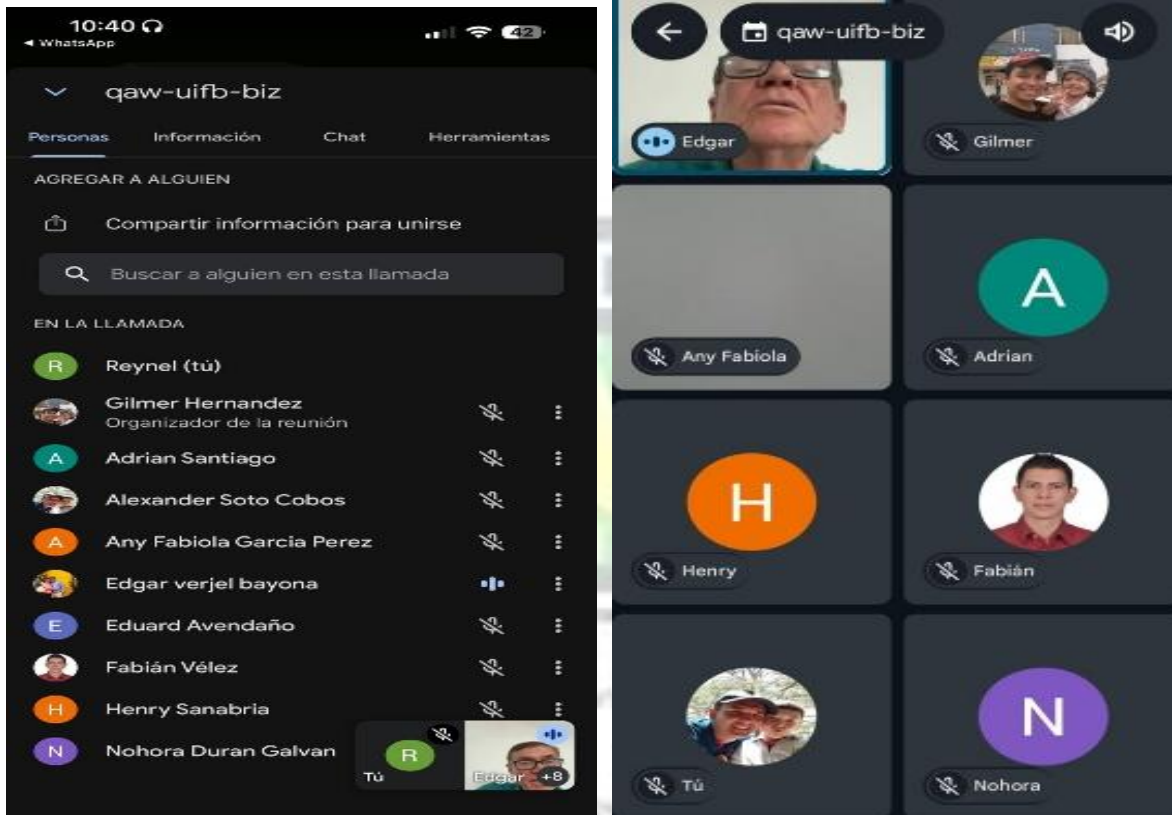 10:40
42
WhatsApp
qaw-uifb-biz
Personas Información Chat Herramientas
AGREGAR A ALGUIEN
Compartir información para unirse
Buscar a alguien en esta llamada
EN LA LLAMADA
R Reynel (tú)
Gilmer Hernandez
Organizador de la reunión
A Adrian Santiago
Alexander Soto Cobos
A Any Fabiola Garcia Perez
Edgar verjel bayona
E Eduard Avendaño
Fabián Vélez
H Henry Sanabria
N Nohora Duran Galvan
R
Tú
Edgar +8
qaw-uifb-biz
Edgar
Gilmer
Any Fabiola
A
Adrian
H
Henry
Fabián
Tú
N
Nohora